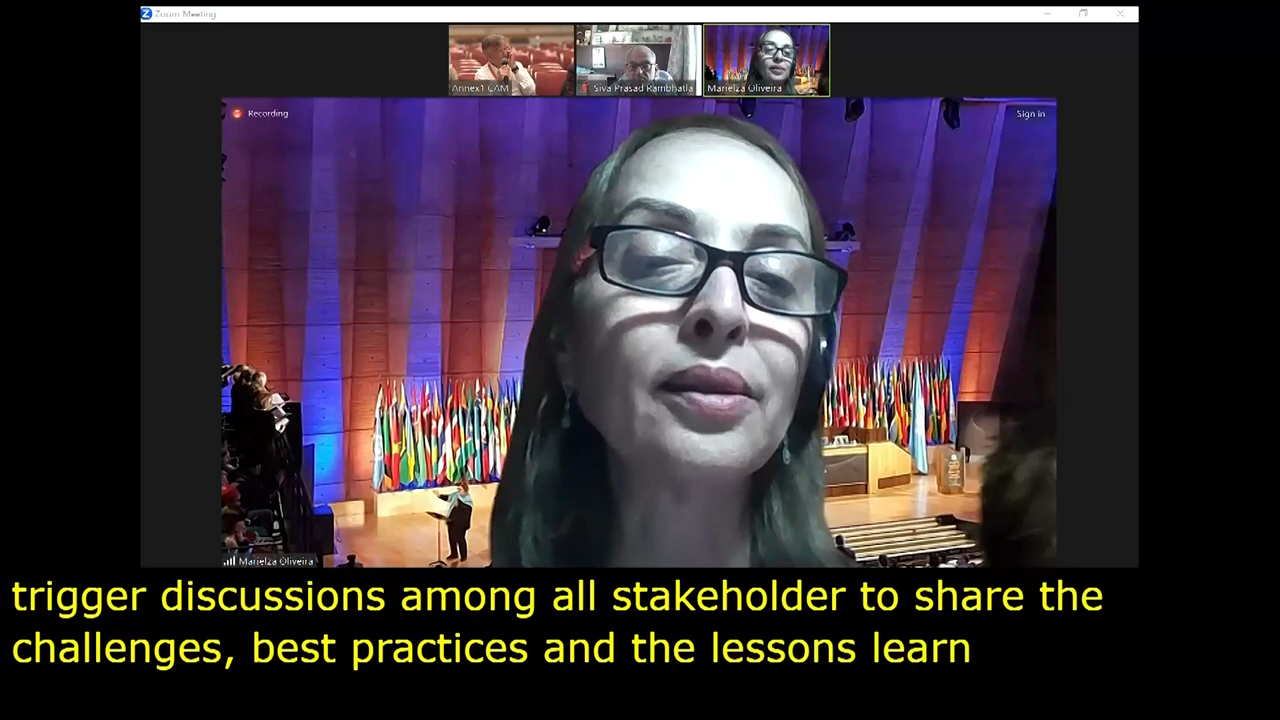 Zoom Meeting
Annex1 CAM
Siva Prasad Rambhatla
Marielza Oliveira
Recording
Sign in
Marielza Oliveira
trigger discussions among all stakeholder to share the
challenges, best practices and the lessons learn